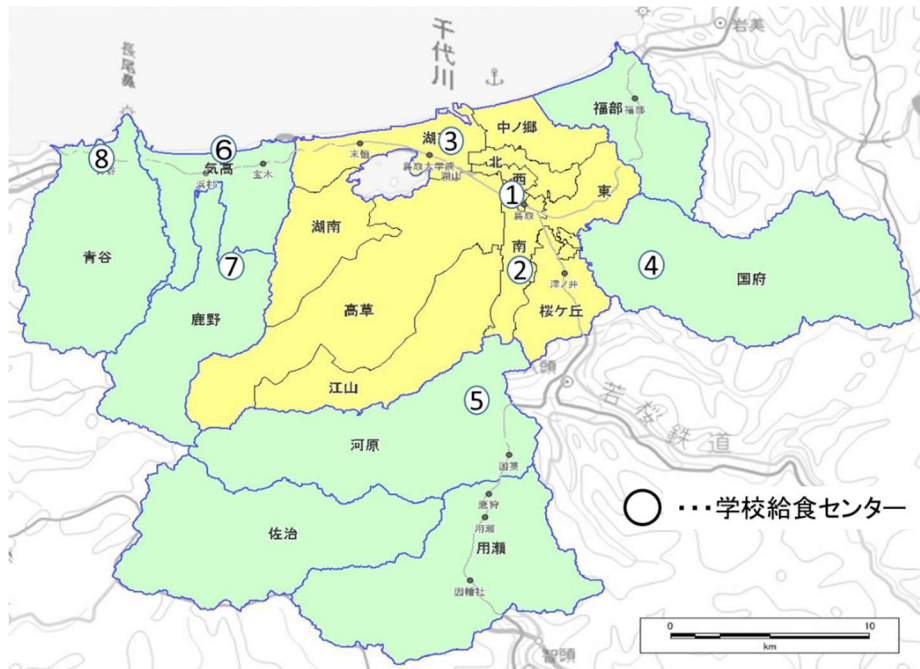 岩美
長尾鼻
千代川
福部
福部
中ノ郷
③
末恒
鳥取大学前
湖山
北
西
東
①
鳥取
⑧
⑥
気高
浜村
宝木
湖南
青谷
⑦
南
②
津ノ井
④
国府
鹿野
高草
桜ケ丘
江山
⑤
若桜鉄道
河原
国英
○ ・・・学校給食センター
鷹狩
用瀬
佐治
用瀬
因幡社
智頭
0 10
km